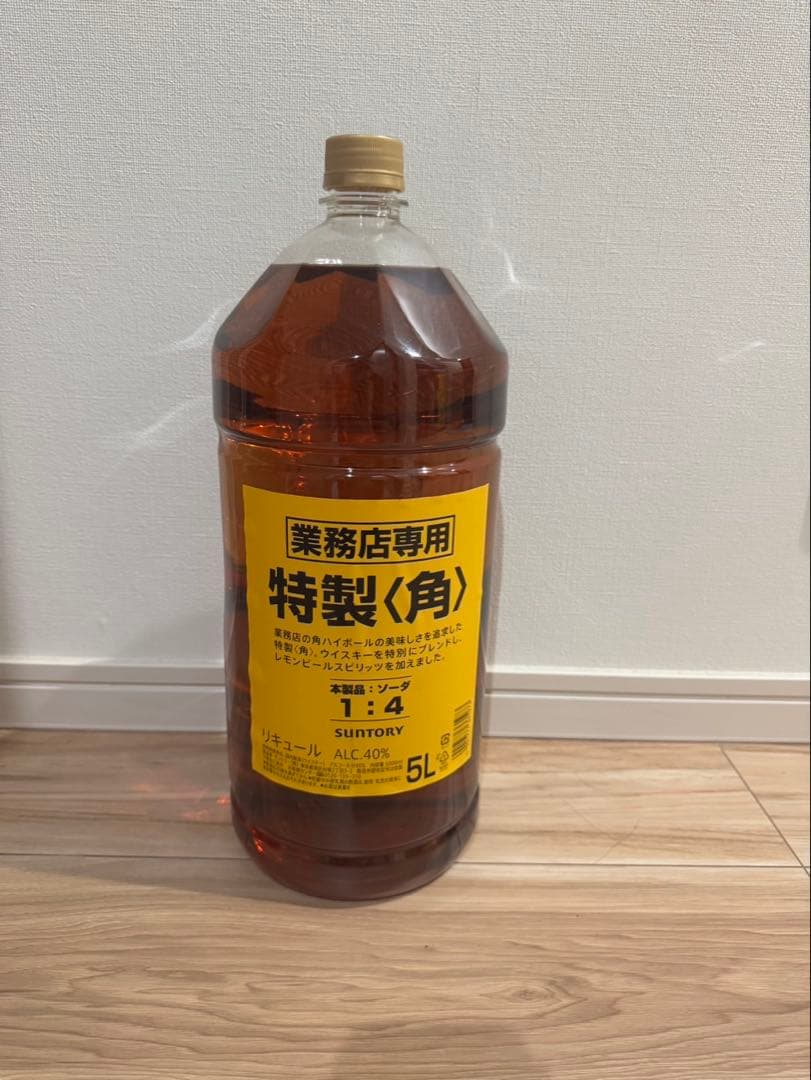 業務店専用
特製〈角〉
業務店の角ハイボールの美味しさを追求した
特製〈角〉。ウイスキーを特別にブレンドし、
レモンピールスピリッツを加えました。
本製品：ソーダ
1：4
SUNTORY
リキュール ALC.40%
5L